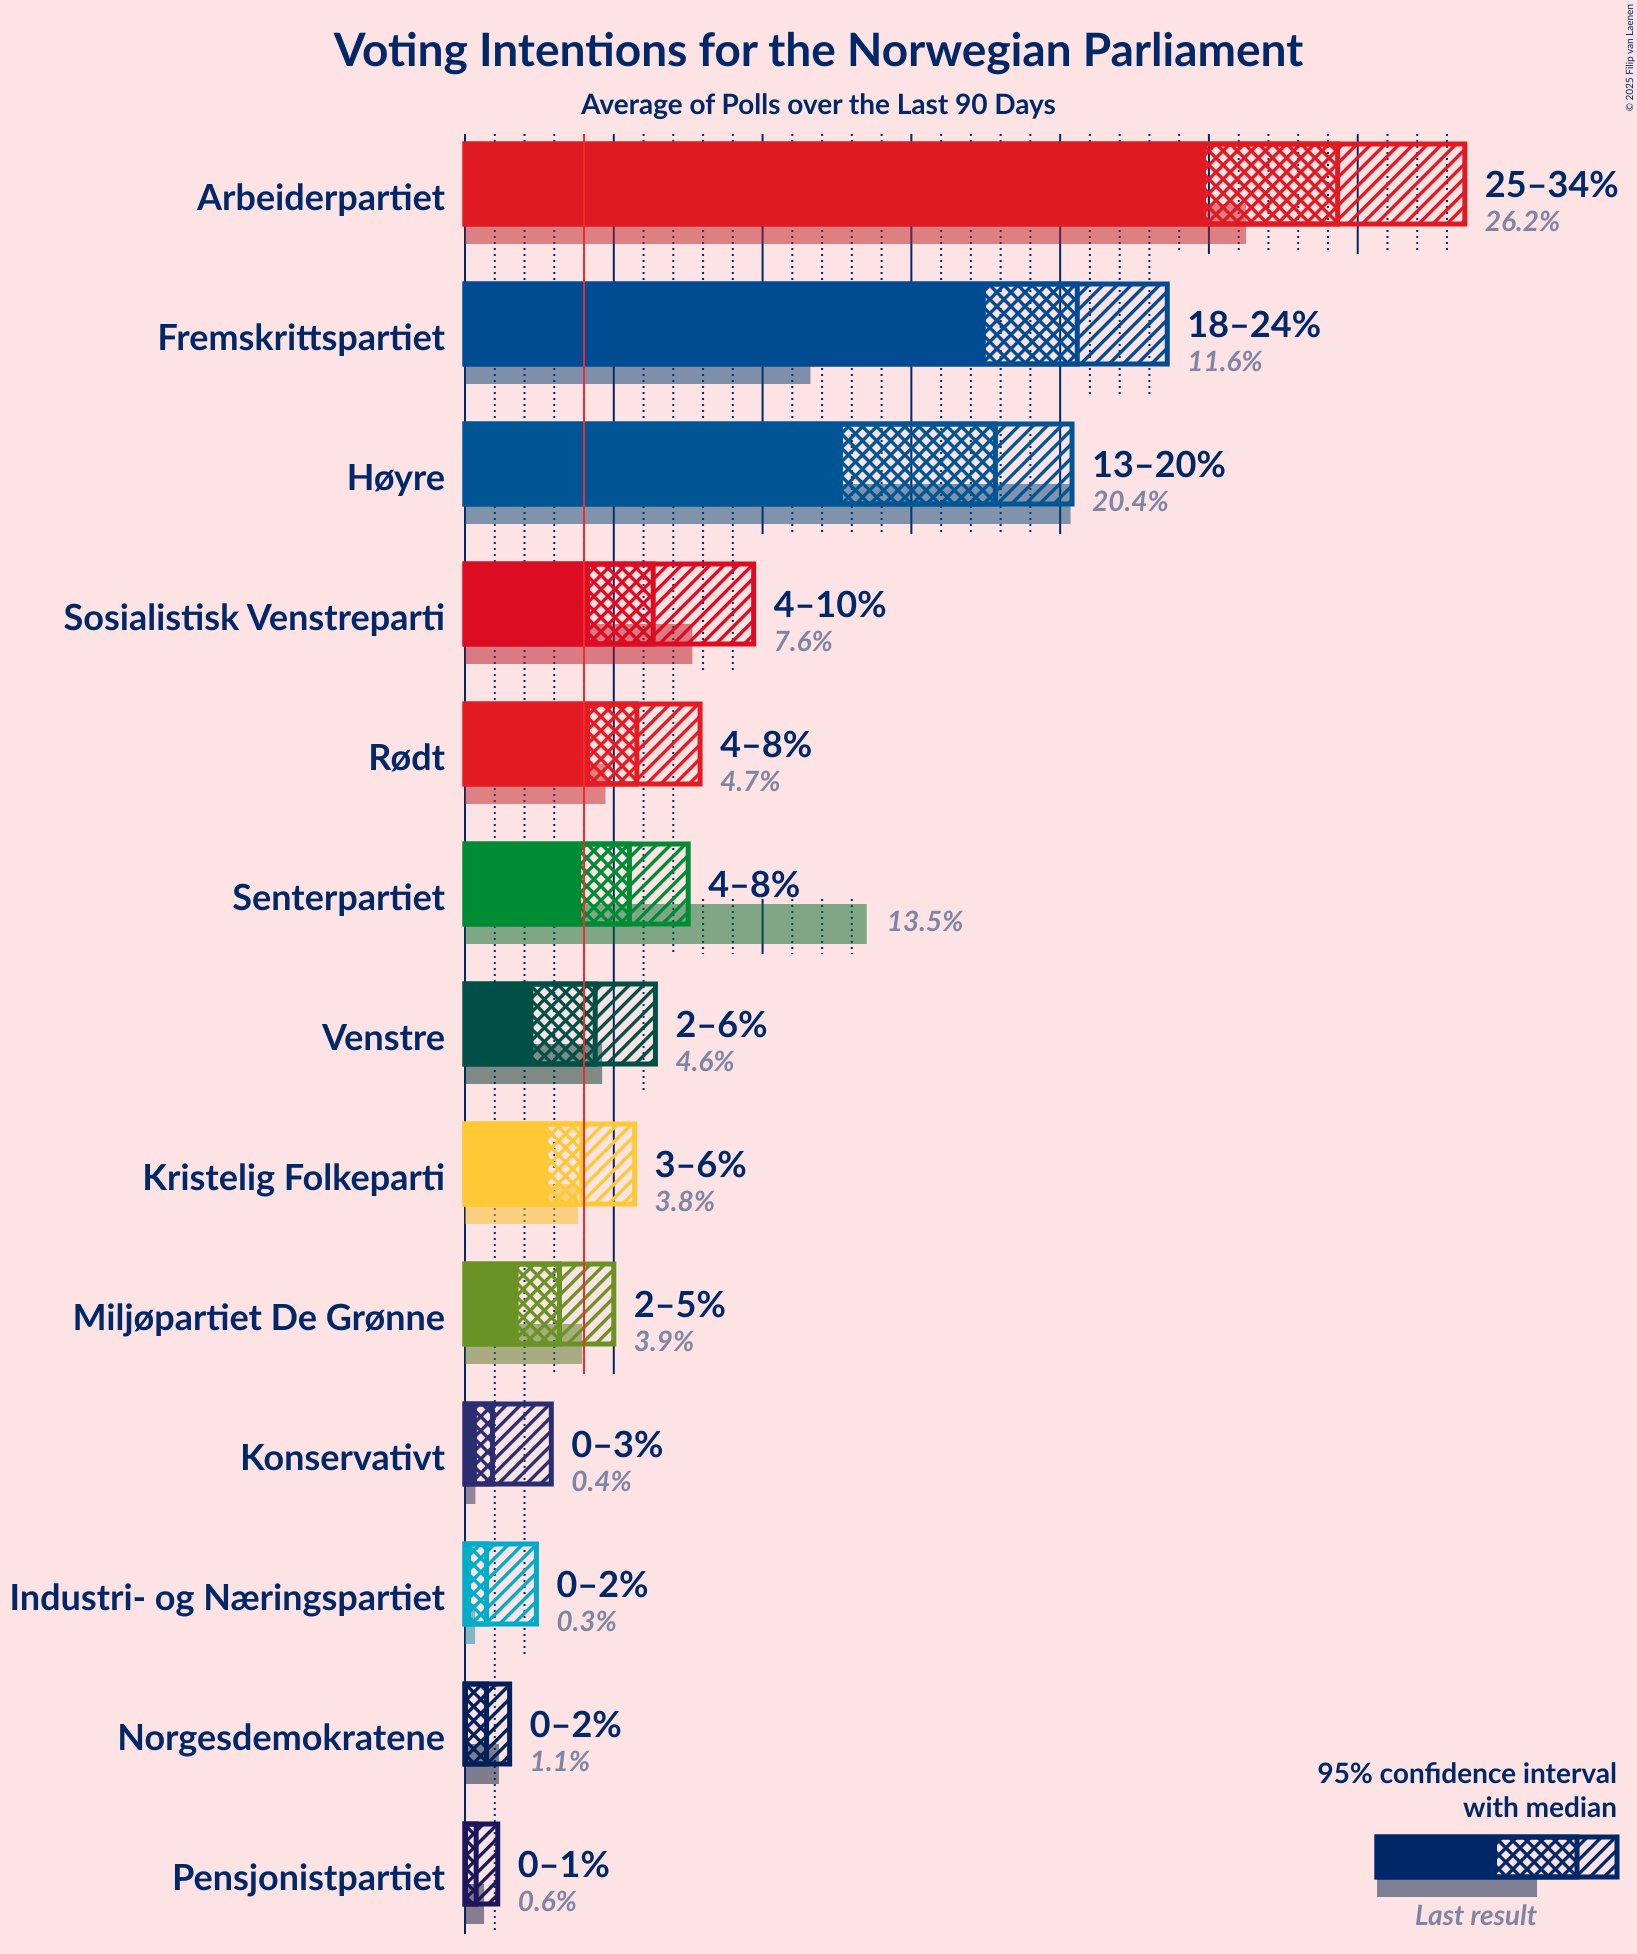 Voting Intentions for the Norwegian Parliament
Average of Polls over the Last 90 Days
© 2025 Filip van Laenen
Arbeiderpartiet
25–34%
26.2%
Fremskrittspartiet
18–24%
11.6%
Høyre
13–20%
20.4%
Sosialistisk Venstreparti
4–10%
7.6%
Rødt
4–8%
4.7%
Senterpartiet
4–8%
13.5%
Venstre
2–6%
4.6%
Kristelig Folkeparti
3–6%
3.8%
Miljøpartiet De Grønne
2–5%
3.9%
Konservativt
0–3%
0.4%
Industri- og Næringspartiet
0–2%
0.3%
Norgesdemokratene
0–2%
1.1%
Pensjonistpartiet
0–1%
0.6%
95% confidence interval
with median
Last result